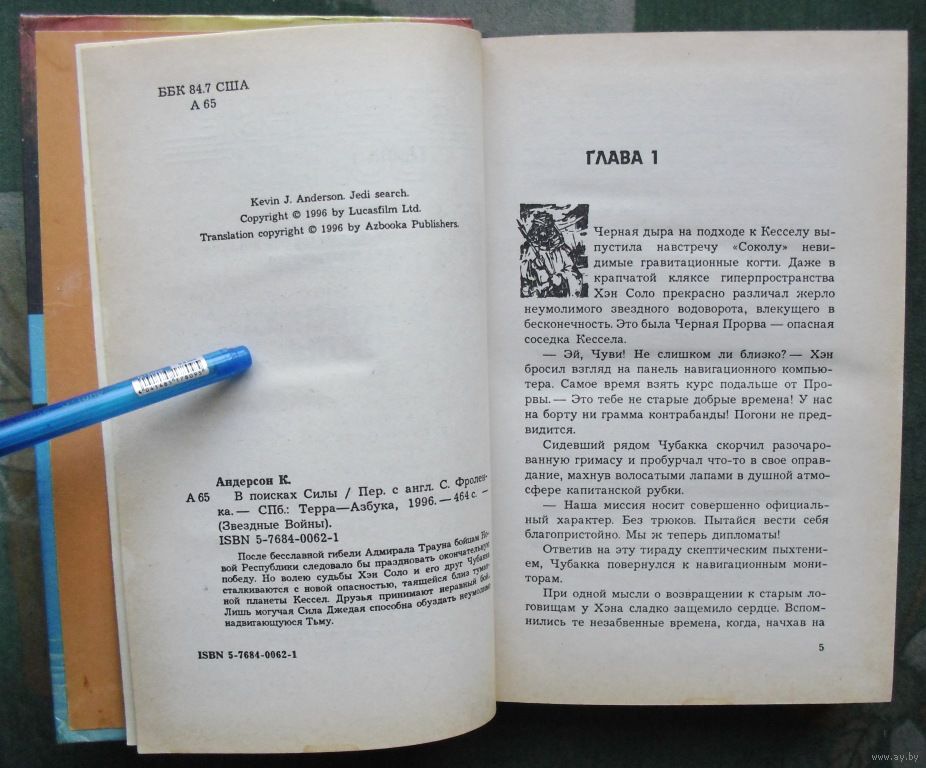 ББК 84.7 США
А 65
Kevin J. Anderson. Jedi search.
Copyright © 1996 by Lucasfilm Ltd.
Translation copyright © 1996 by Azbooka Publishers.
Андерсон К.
А 65 В поисках Силы / Пер. с англ. С. Фролен-
ка. — СПб.: Терра—Азбука, 1996. — 464 с. —
(Звездные Войны).
ISBN 5-7684-0062-1
После бесславной гибели Адмирала Трауна бойцам Но-
вой Республики следовало бы праздновать окончательную
победу. Но волею судьбы Хэн Соло и его друг Чубакка
сталкиваются с новой опасностью, таящейся близ туман-
ной планеты Кессел. Друзья принимают неравный бой.
Лишь могучая Сила Джедая способна обуздать неумолимо
надвигающуюся Тьму.
ISBN 5-7684-0062-1
ГЛАВА 1
Черная дыра на подходе к Кесселу вы-
пустила навстречу «Соколу» неви-
димые гравитационные когти. Даже в
крапчатой кляксе гиперпространства
Хэн Соло прекрасно различал жерло
неумолимого звездного водоворота, влекущего в
бесконечность. Это была Черная Прорва — опасная
соседка Кессела.
— Эй, Чуви! Не слишком ли близко? — Хэн
бросил взгляд на панель навигационного компью-
тера. Самое время взять курс подальше от Про-
рвы. — Это тебе не старые добрые времена! У нас
на борту ни грамма контрабанды! Погони не пред-
видится.
Сидевший рядом Чубакка скорчил разочаро-
ванную гримасу и пробурчал что-то в свое оправ-
дание, махнув волосатыми лапами в душной атмо-
сфере капитанской рубки.
— Наша миссия носит совершенно официаль-
ный характер. Без трюков. Пытайся вести себя
благопристойно. Мы ж теперь дипломаты!
Ответив на эту тираду скептическим пыхтени-
ем, Чубакка повернулся к навигационным мони-
торам.
При одной мысли о возвращении к старым ло-
говищам у Хэна сладко защемило сердце. Вспом-
нились те незабвенные времена, когда, начхав на
5
www.ay.by